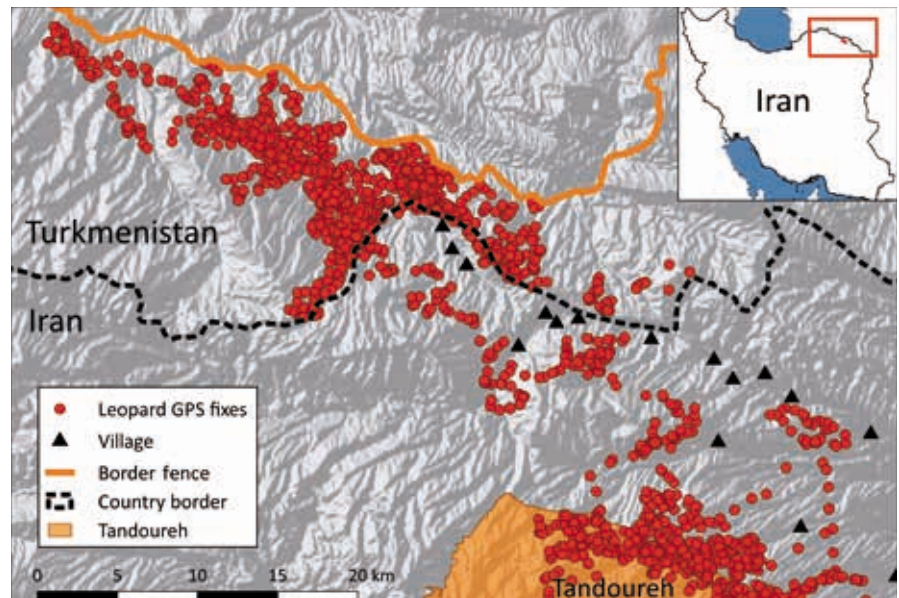 Iran
Turkmenistan
Iran
Leopard GPS fixes
Village
Border fence
Country border
Tandoureh
0 5 10 15 20 km
Tandoureh